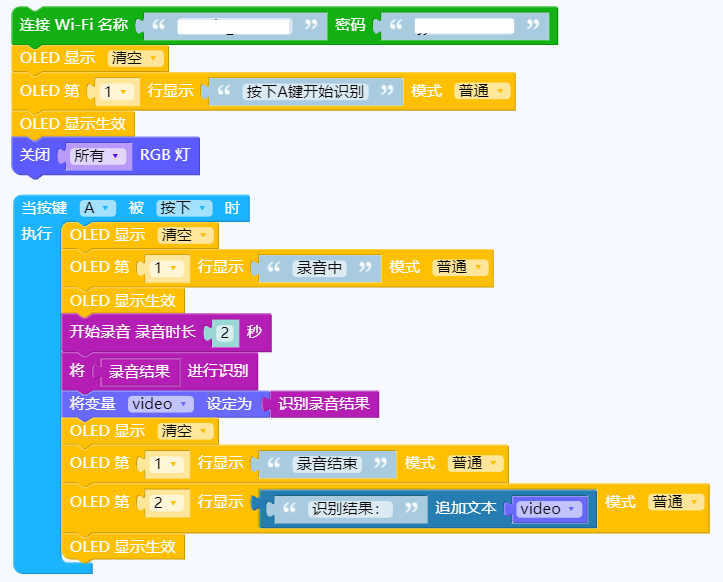 连接 Wi-Fi 名称 “ ” 密码 “ ”
OLED 显示 清空
OLED 第 1 行显示 “ 按下A键开始识别 ” 模式 普通
OLED 显示生效
关闭 所有 RGB 灯
当按键 A 被 按下 时
执行 OLED 显示 清空
OLED 第 1 行显示 “ 录音中 ” 模式 普通
OLED 显示生效
开始录音 录音时长 2 秒
将 录音结果 进行识别
将变量 video 设定为 识别录音结果
OLED 显示 清空
OLED 第 1 行显示 “ 录音结束 ” 模式 普通
OLED 第 2 行显示 “ 识别结果： ” 追加文本 video 模式 普通
OLED 显示生效